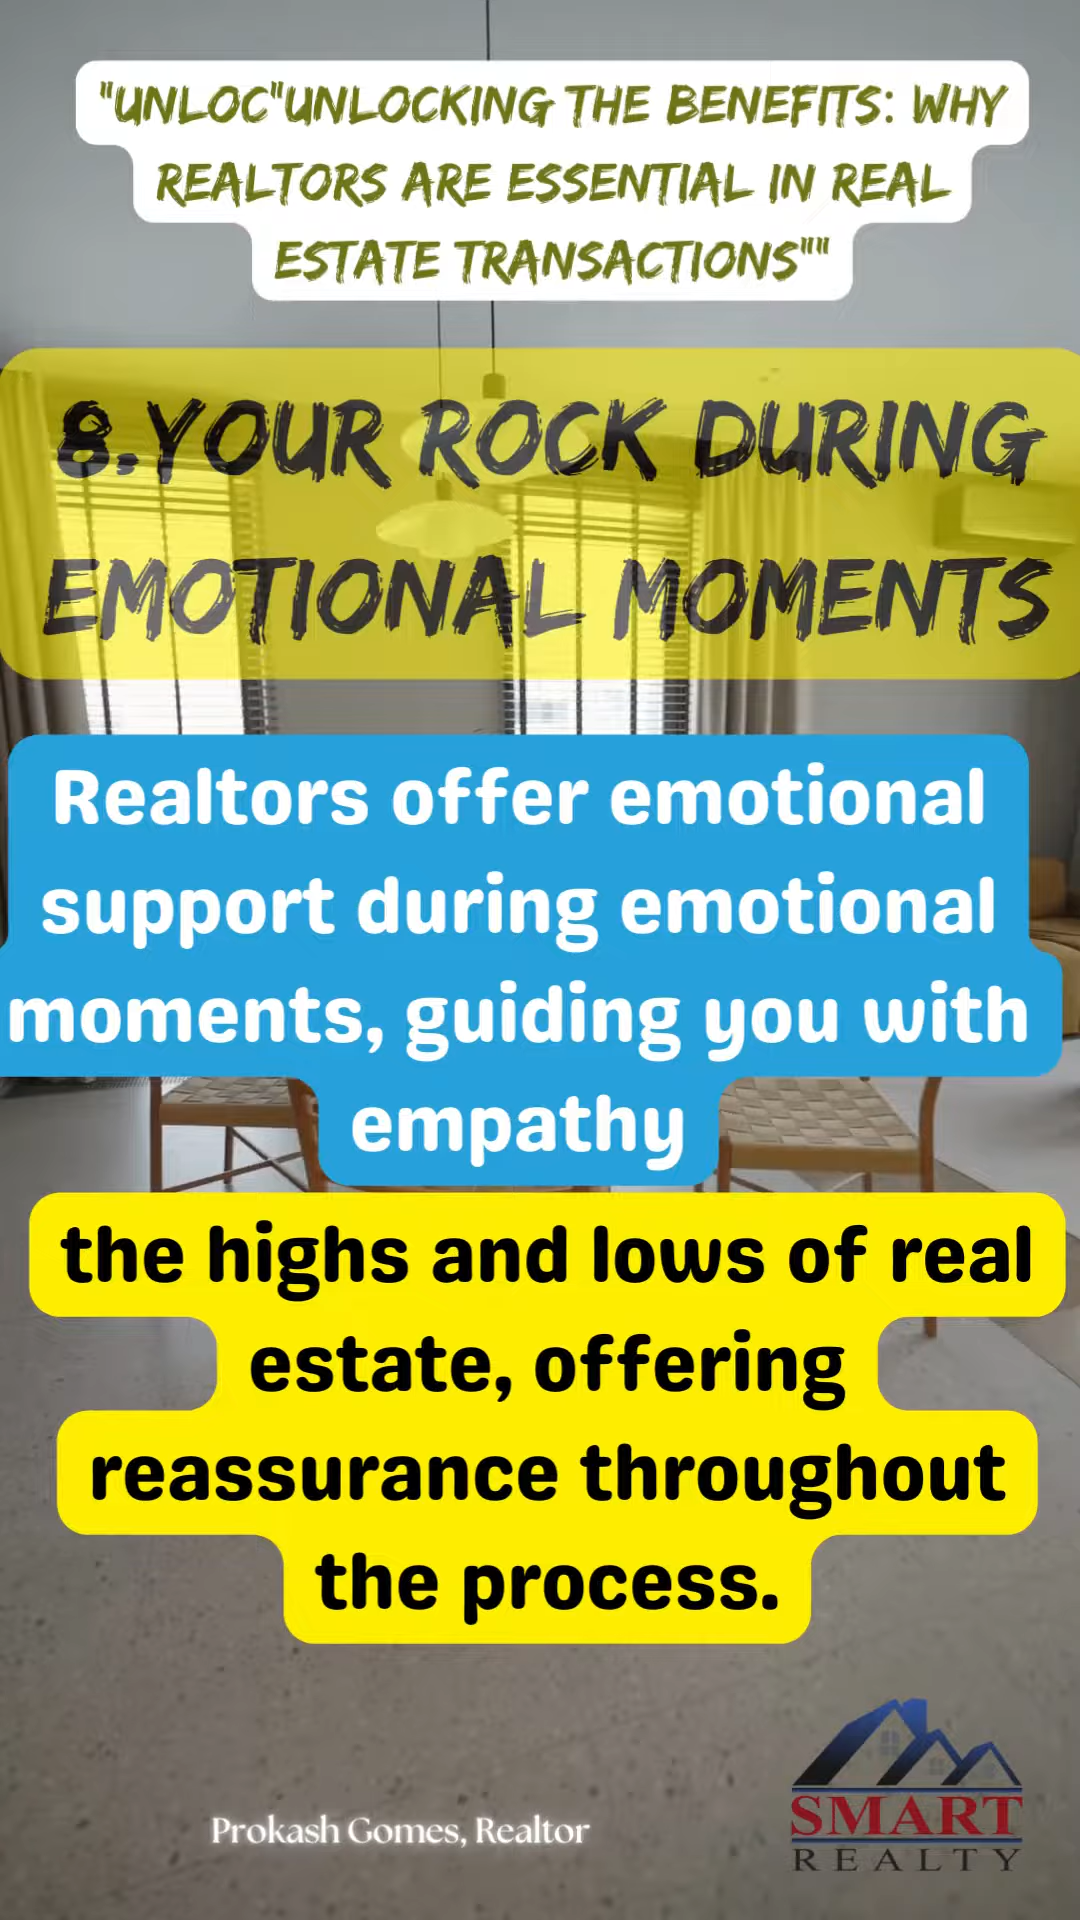 "UNLOC"UNLOCKING THE BENEFITS: WHY
REALTORS ARE ESSENTIAL IN REAL
ESTATE TRANSACTIONS""
8.YOUR ROCK DURING
EMOTIONAL MOMENTS
Realtors offer emotional
support during emotional
moments, guiding you with
empathy
the highs and lows of real
estate, offering
reassurance throughout
the process.
Prokash Gomes, Realtor
SMART
REALTY